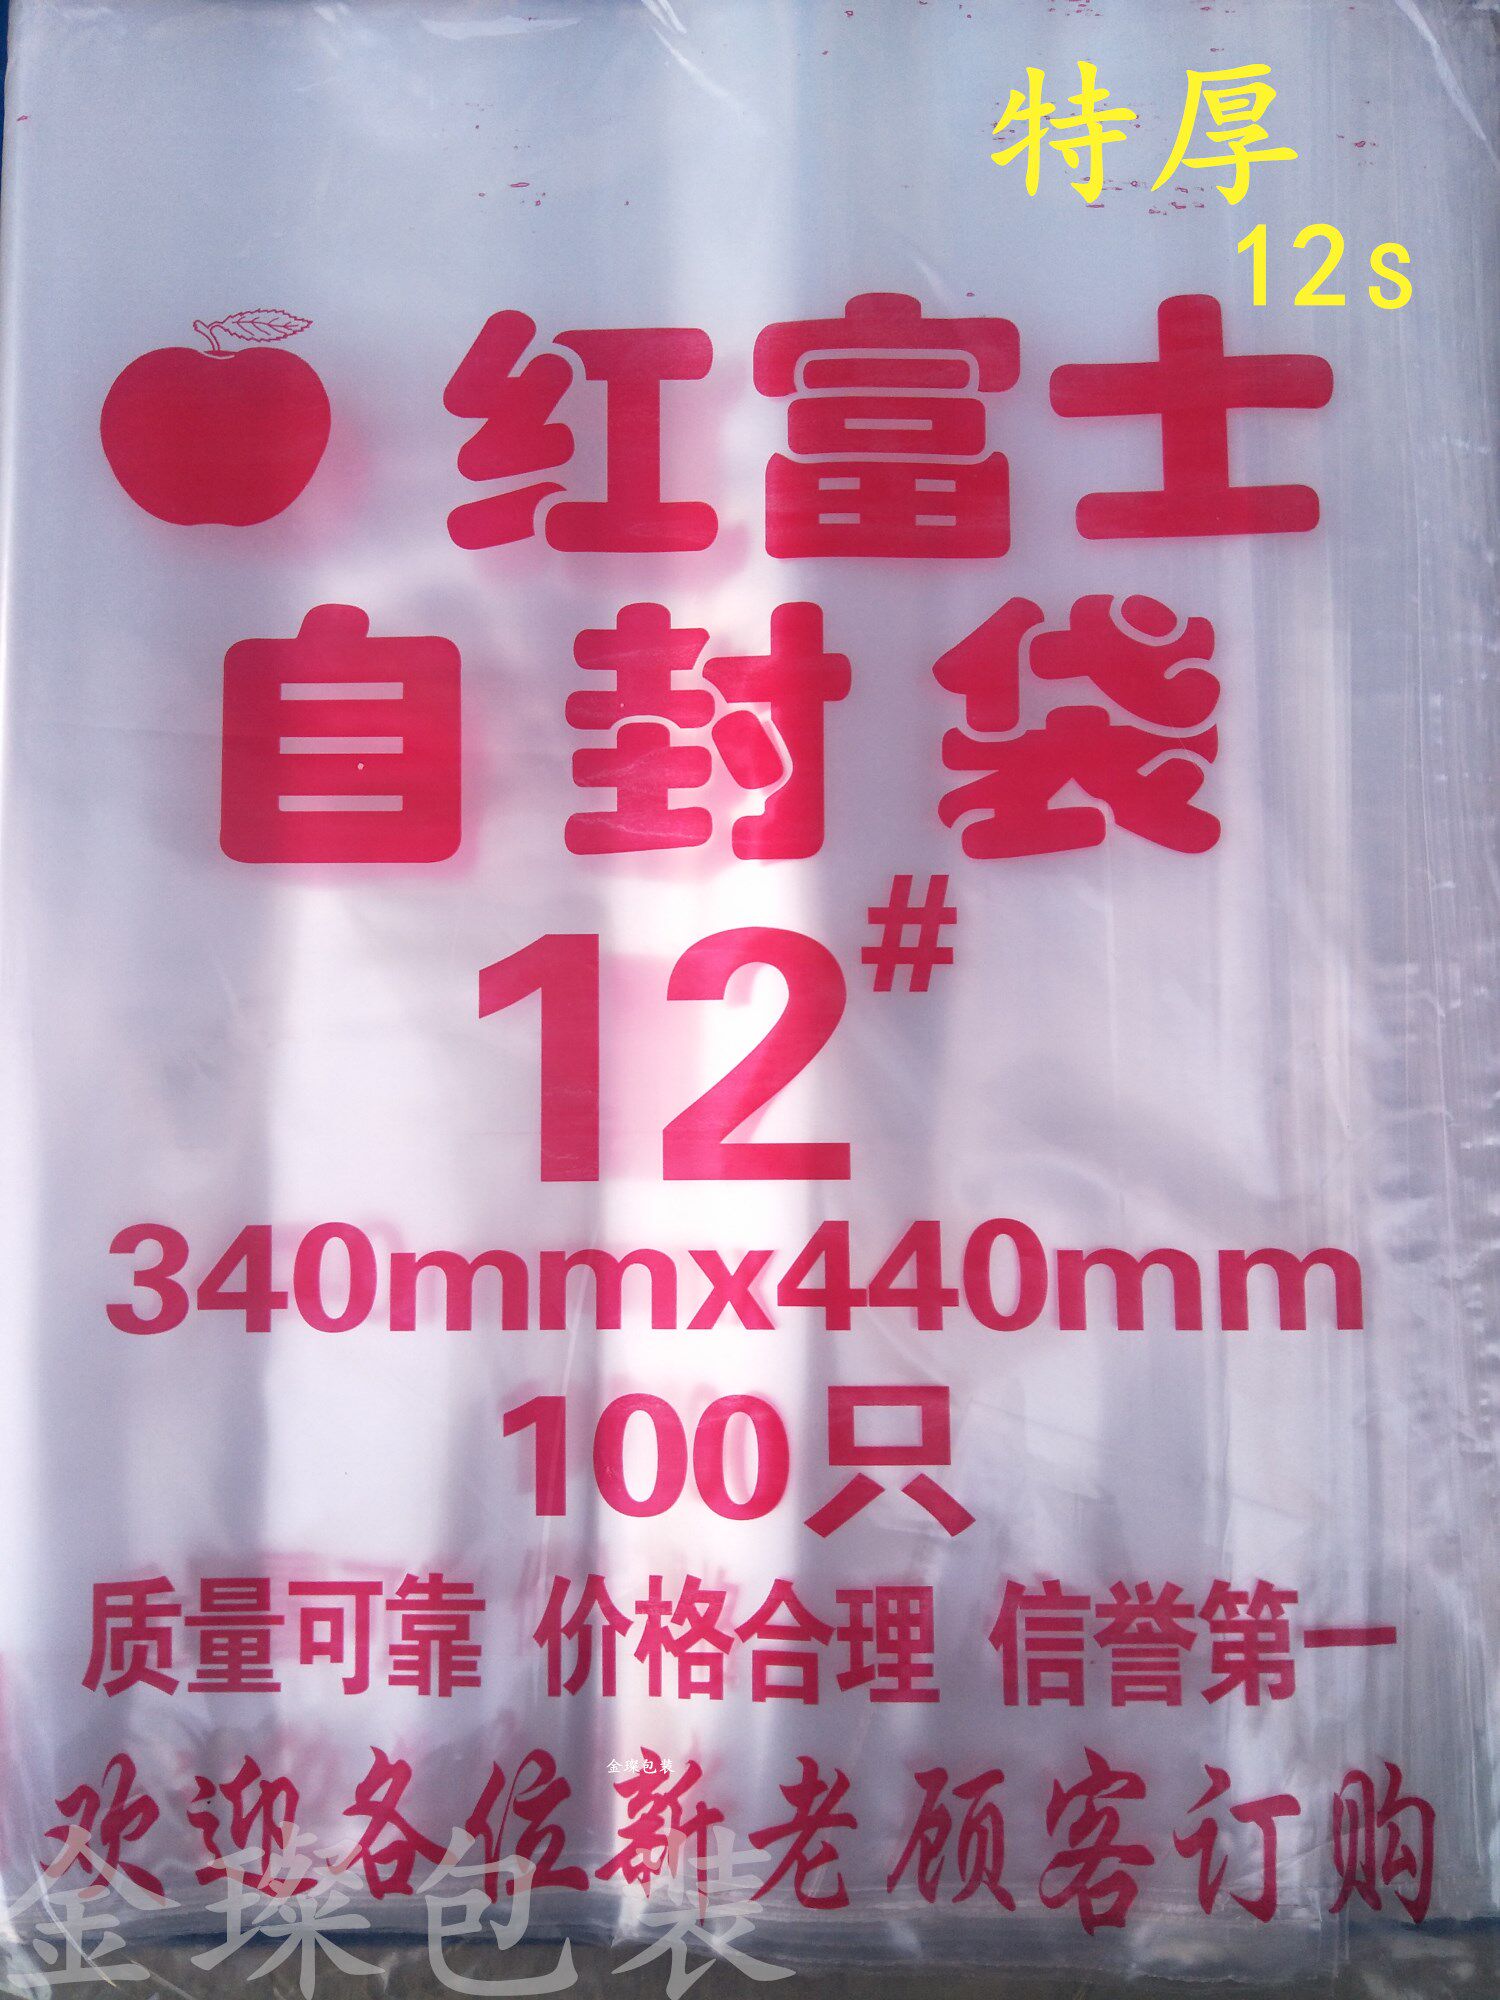 特厚
12s
红富士
自封袋
12#
340mmx440mm
100只
质量可靠 价格合理 信誉第一
金璨包装
欢迎各位新老顾客订购
金璨包装